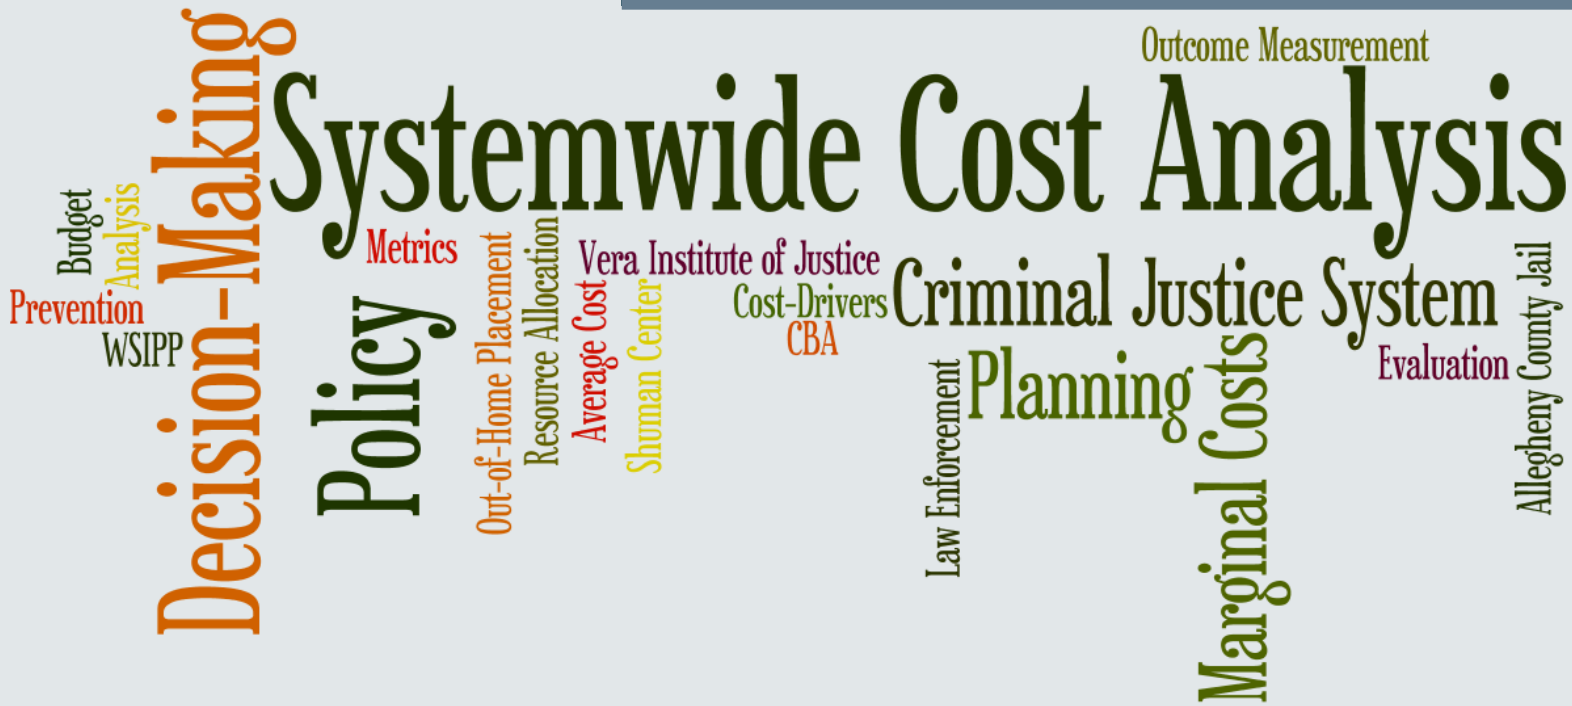 Outcome Measurement
Systemwide Cost Analysis
Decision-Making
Budget
Analysis
Prevention
WSIPP
Metrics
Policy
Out-of-Home Placement
Resource Allocation
Vera Institute of Justice
Average Cost
Shuman Center
Cost-Drivers
CBA
Criminal Justice System
Evaluation
Allegheny County Jail
Planning
Law Enforcement
Marginal Costs